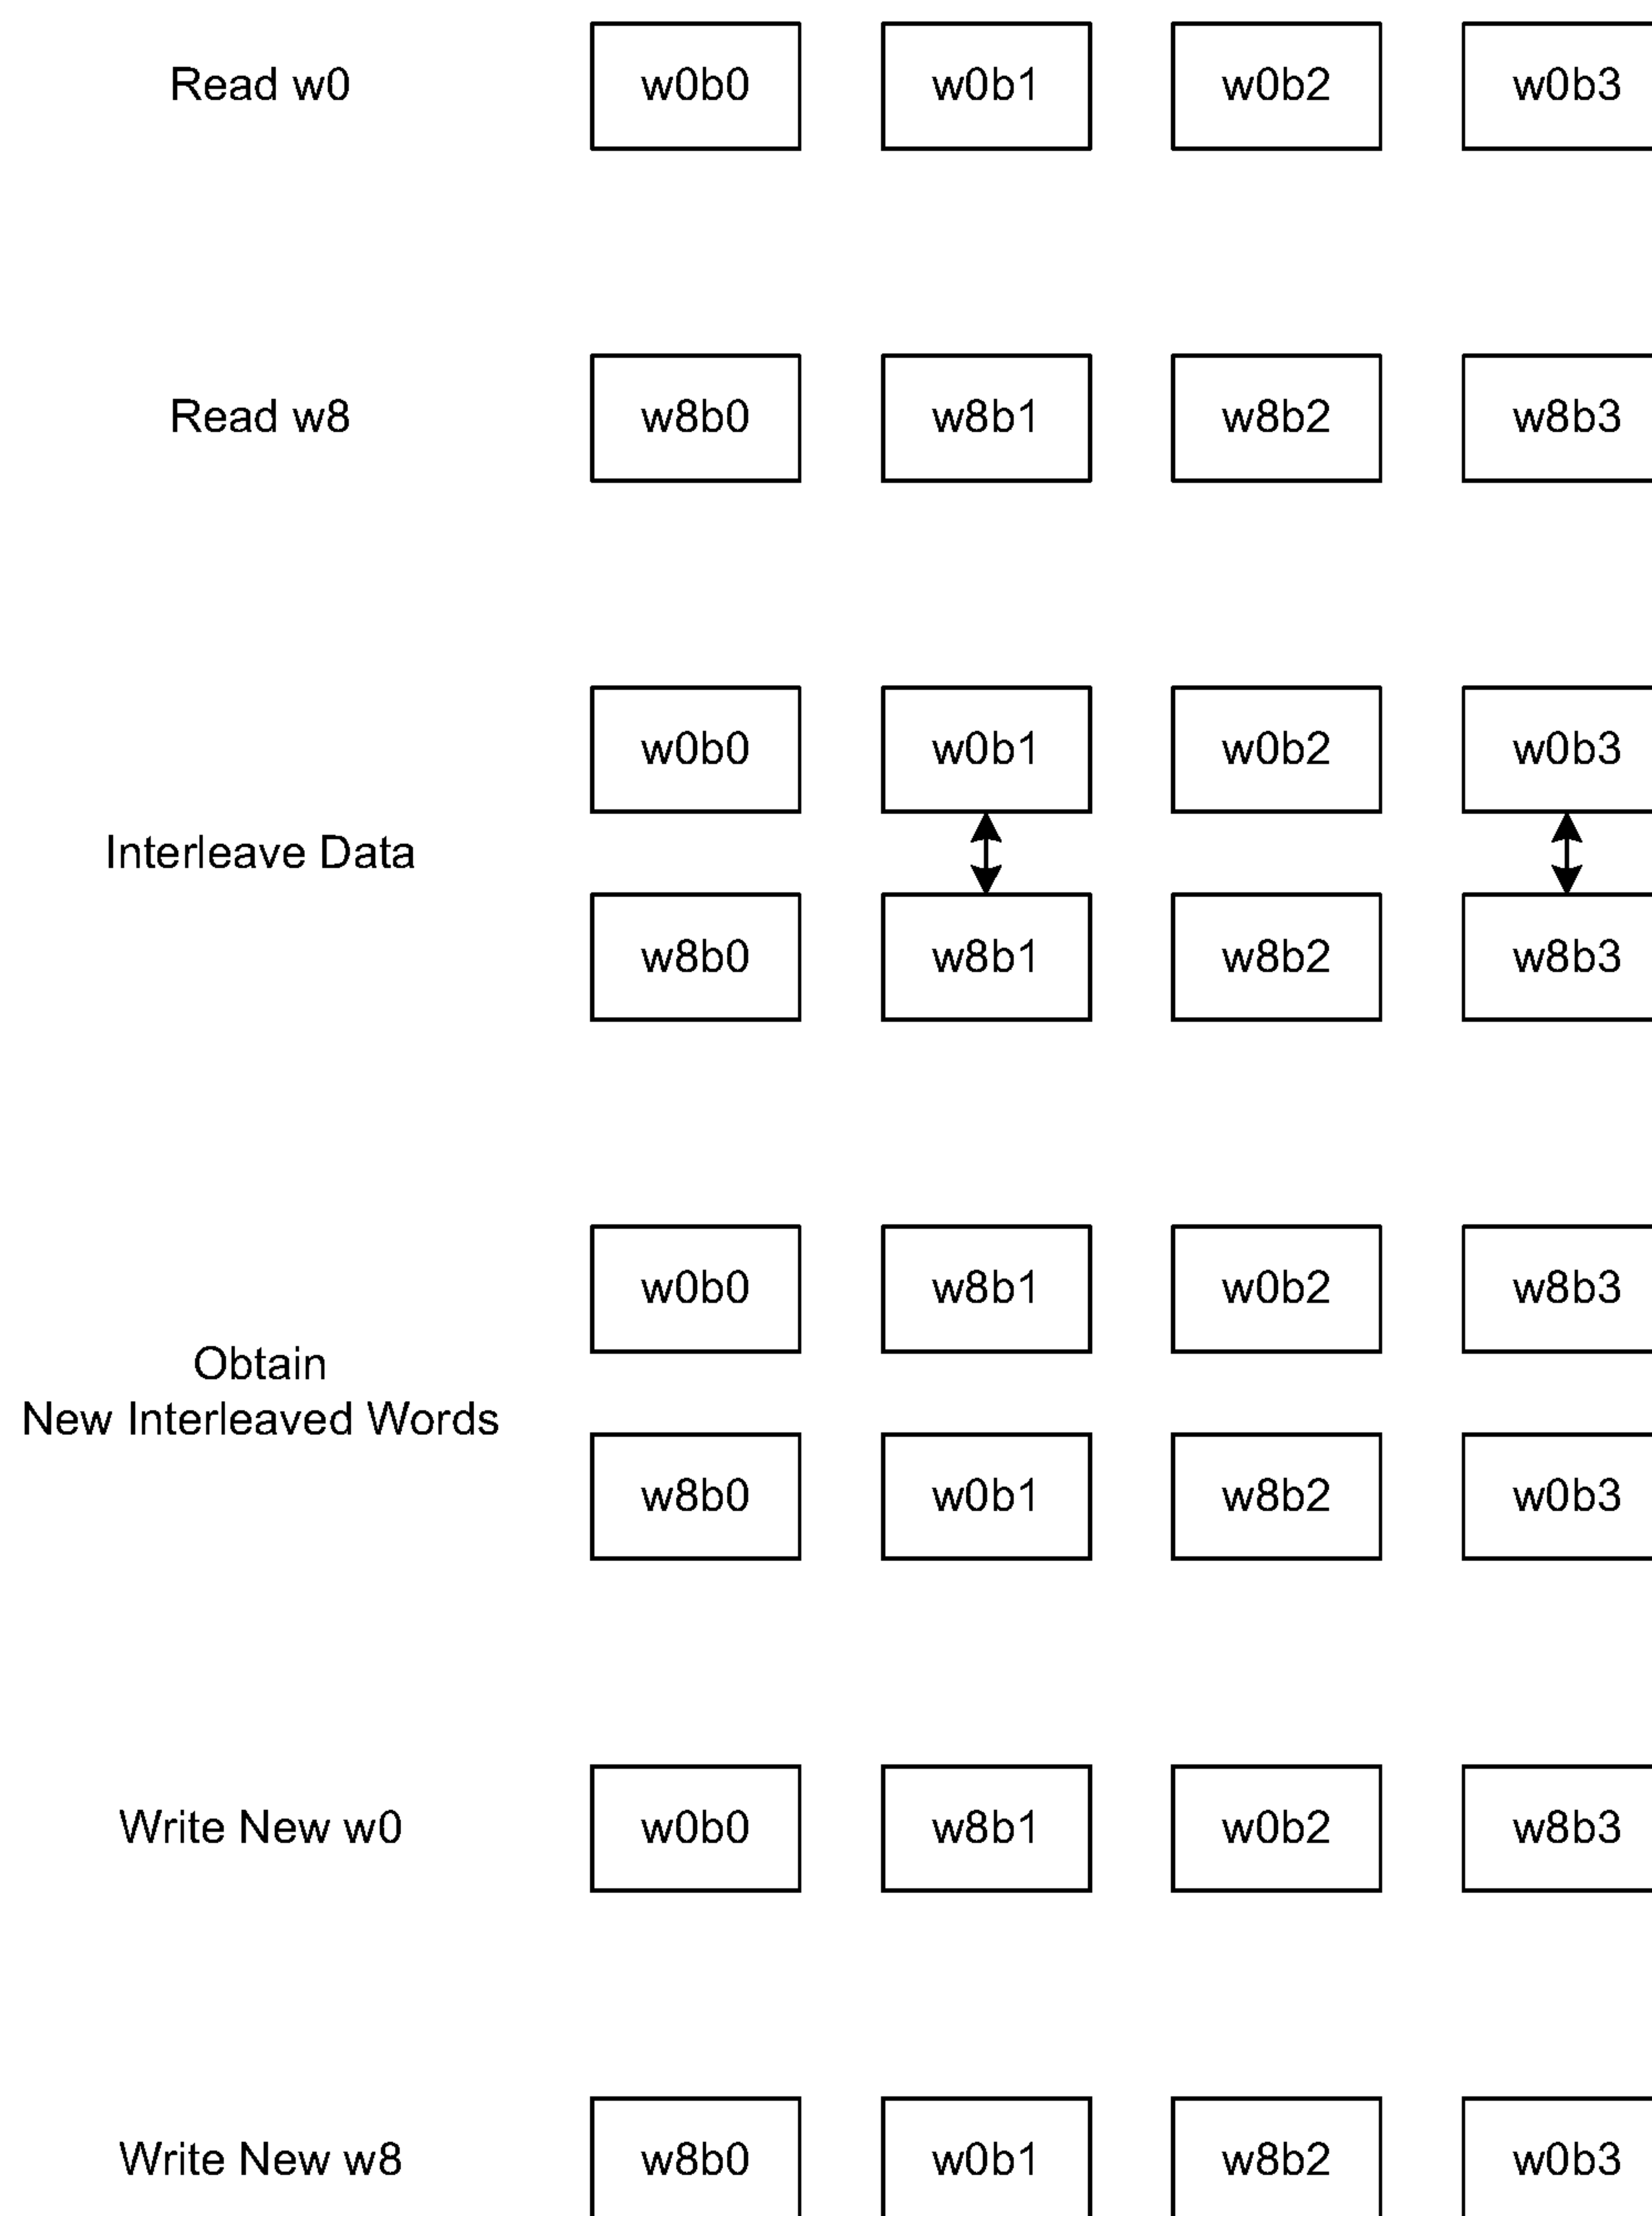 Read w0 w0b0 w0b1 w0b2 w0b3
Read w8 w8b0 w8b1 w8b2 w8b3
w0b0 w0b1 w0b2 w0b3
Interleave Data
w8b0 w8b1 w8b2 w8b3
w0b0 w8b1 w0b2 w8b3
Obtain
New Interleaved Words
w8b0 w0b1 w8b2 w0b3
Write New w0 w0b0 w8b1 w0b2 w8b3
Write New w8 w8b0 w0b1 w8b2 w0b3